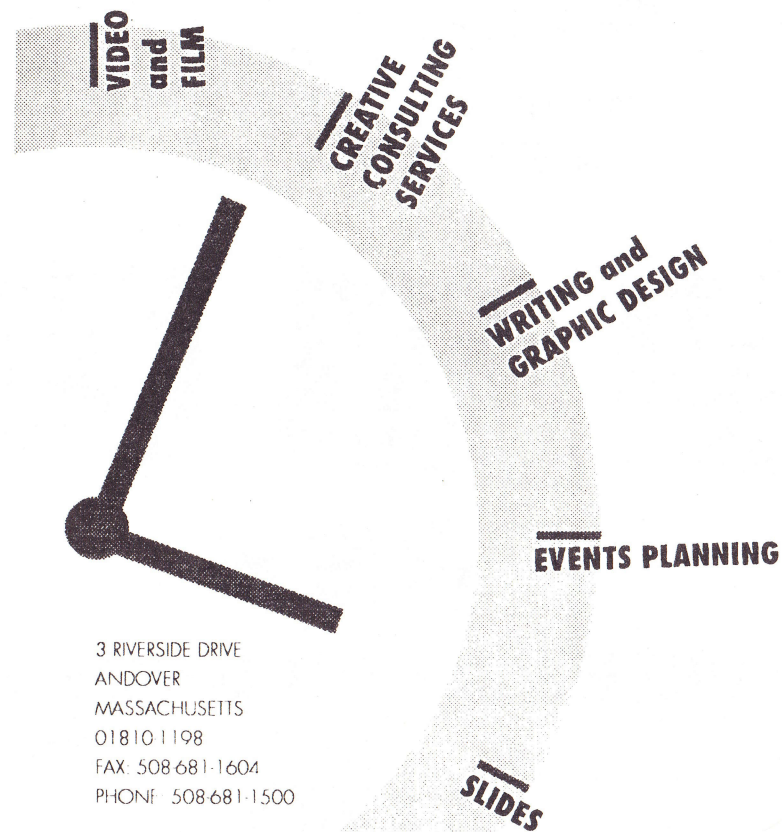 VIDEO
and
FILM
CREATIVE
CONSULTING
SERVICES
WRITING and
GRAPHIC DESIGN
EVENTS PLANNING
SLIDES
3 RIVERSIDE DRIVE
ANDOVER
MASSACHUSETTS
01810-1198
FAX: 508-681-1604
PHONE: 508-681-1500